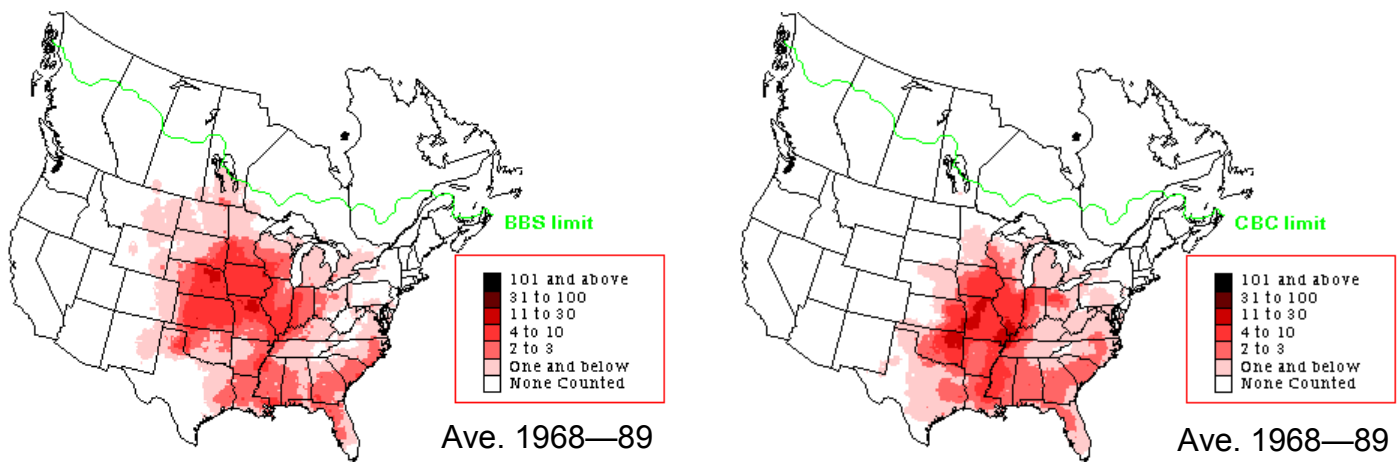 BBS limit
101 and above
31 to 100
11 to 30
4 to 10
2 to 3
One and below
None Counted
Ave. 1968—89
CBC limit
101 and above
31 to 100
11 to 30
4 to 10
2 to 3
One and below
None Counted
Ave. 1968—89